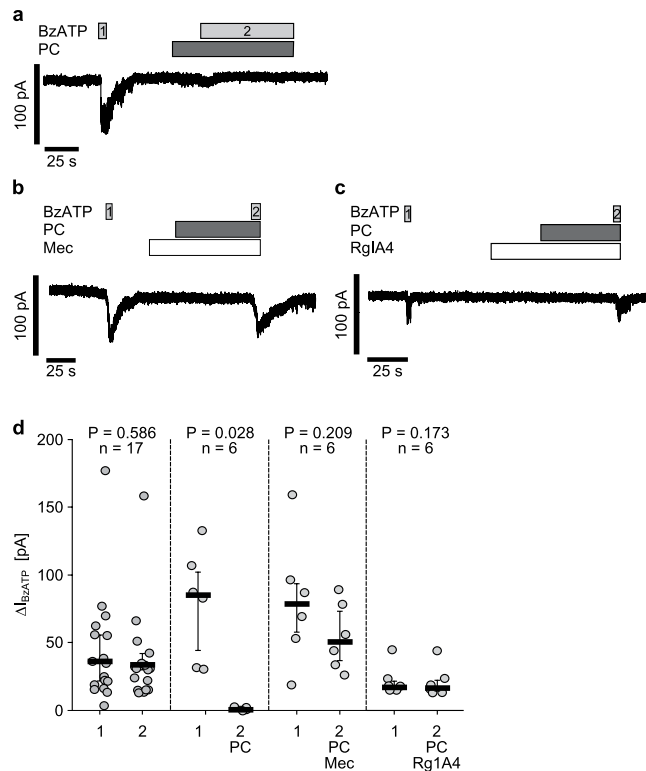 a
BzATP 1 2
PC
100 pA
25 s
b
BzATP 1 2
PC
Mec
100 pA
25 s
c
BzATP 1 2
PC
RgIA4
100 pA
25 s
d
P = 0.586 P = 0.028 P = 0.209 P = 0.173
n = 17 n = 6 n = 6 n = 6
200
150
100
50
0
ΔI BzATP [pA]
1 2 1 2 1 2 1 2
PC PC PC
Mec Rg1A4